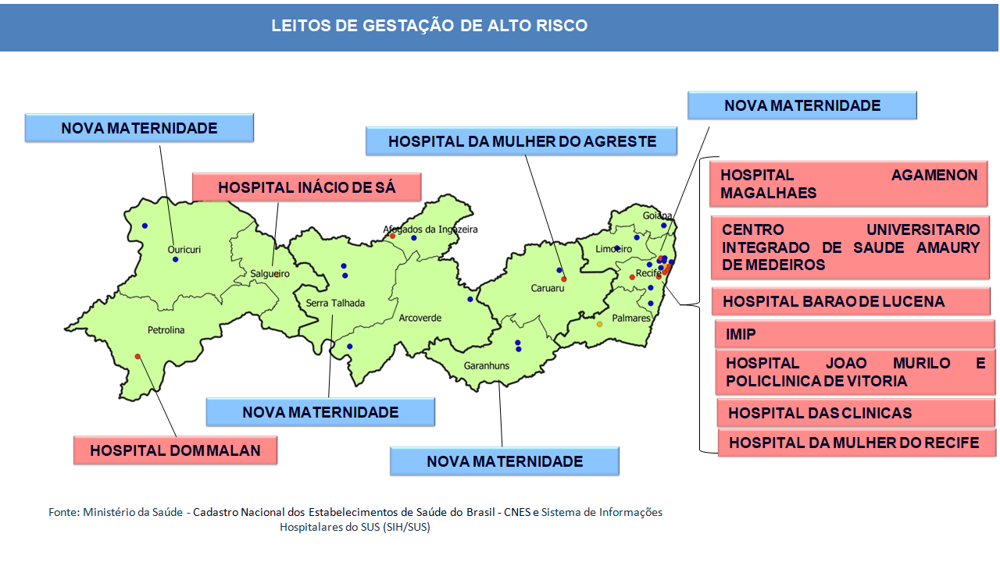 LEITOS DE GESTAÇÃO DE ALTO RISCO
NOVA MATERNIDADE
NOVA MATERNIDADE
HOSPITAL DA MULHER DO AGRESTE
HOSPITAL INÁCIO DE SÁ
HOSPITAL AGAMENON
MAGALHAES
CENTRO UNIVERSITARIO
INTEGRADO DE SAUDE AMAURY
DE MEDEIROS
HOSPITAL BARAO DE LUCENA
IMIP
HOSPITAL JOAO MURILO E
POLICLINICA DE VITORIA
HOSPITAL DAS CLINICAS
HOSPITAL DA MULHER DO RECIFE
Goiana
Afogados da Ingazeira
Ouricuri
Limoeiro
Salgueiro
Recife
Caruaru
Serra Talhada
Arcoverde
Palmares
Petrolina
Garanhuns
NOVA MATERNIDADE
HOSPITAL DOM MALAN
NOVA MATERNIDADE
Fonte: Ministério da Saúde - Cadastro Nacional dos Estabelecimentos de Saúde do Brasil - CNES e Sistema de Informações
Hospitalares do SUS (SIH/SUS)